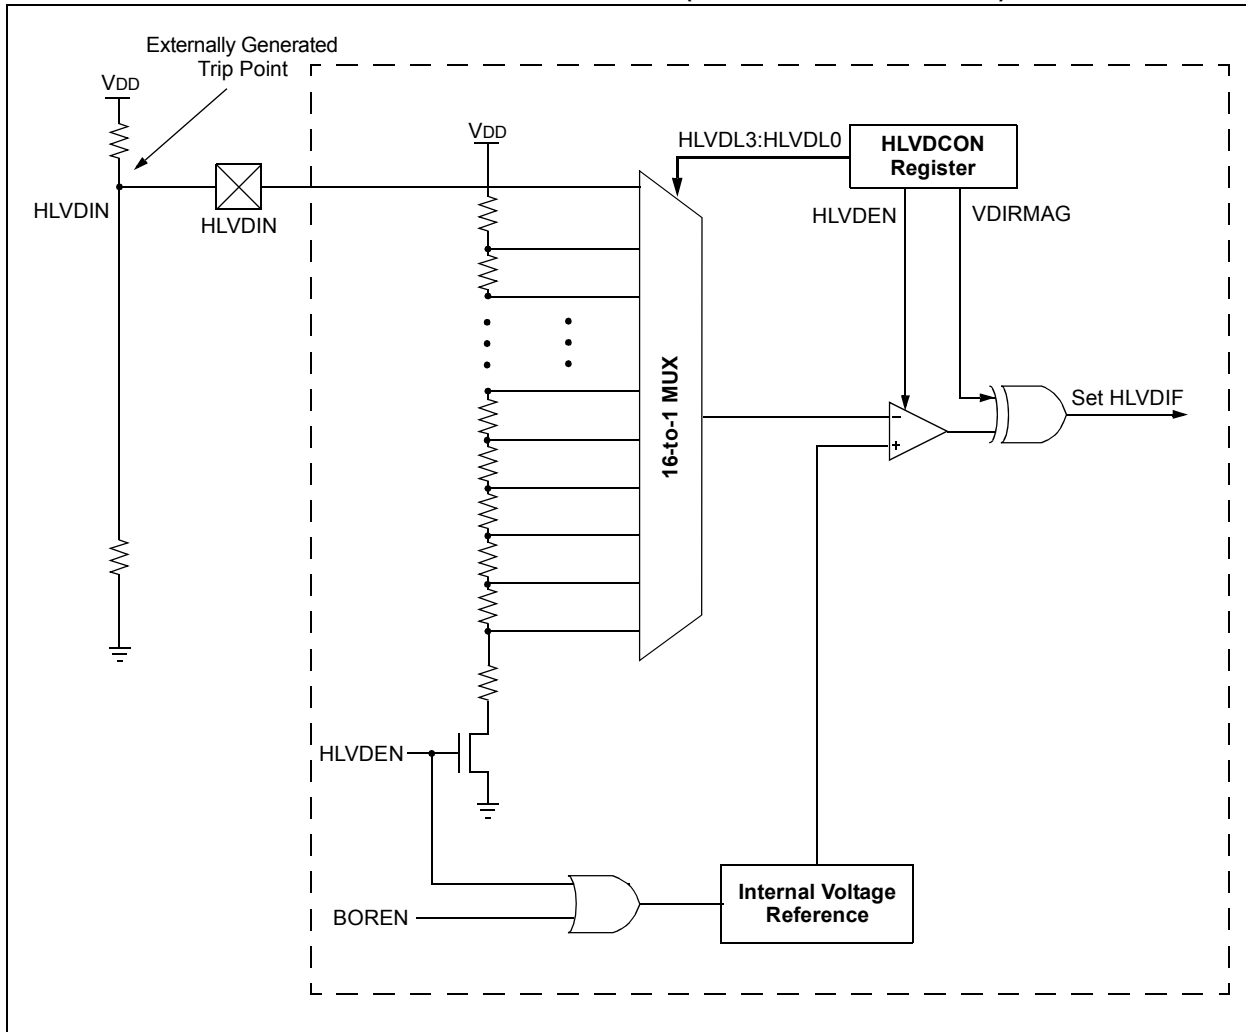 Externally Generated
Trip Point
VDD
VDD
HLVDL3:HLVDL0
HLVDCON
Register
HLVDIN
HLVDIN
HLVDEN
VDIRMAG
16-to-1 MUX
Set HLVDIF
–
+
HLVDEN
BOREN
Internal Voltage
Reference